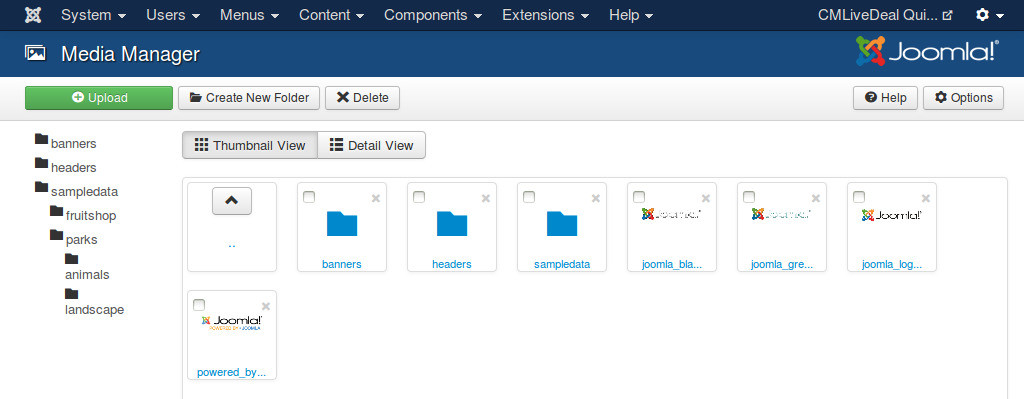 System Users Menus Content Components Extensions Help CMLiveDeal Qui...
Media Manager Joomla!®
Upload Create New Folder Delete Help Options
banners
headers
sampledata
fruitshop
parks
animals
landscape
Thumbnail View Detail View
..
banners
headers
sampledata
Joomla!
joomla_bla...
joomla_gre...
Joomla!
joomla_log...
Joomla!
POWERED BY JOOMLA
powered_by...